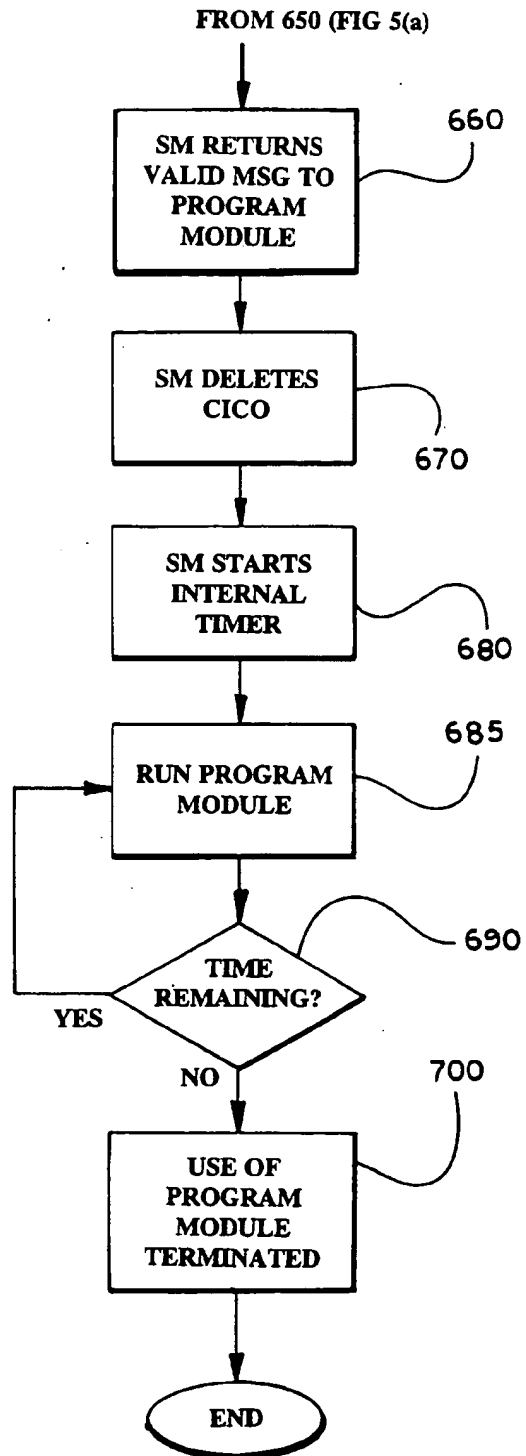 FROM 650 (FIG 5(a)
SM RETURNS
VALID MSG TO
PROGRAM
MODULE
660
SM DELETES
CICO
670
SM STARTS
INTERNAL
TIMER
680
RUN PROGRAM
MODULE
685
TIME
REMAINING?
690
YES
NO
USE OF
PROGRAM
MODULE
TERMINATED
700
END